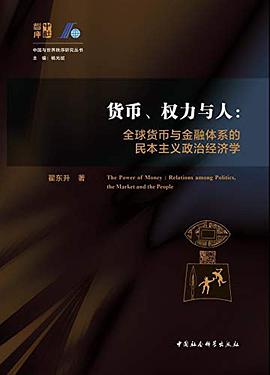 中国与世界秩序研究丛书
主编：杨光斌
货币、权力与人：
全球货币与金融体系的
民本主义政治经济学
翟东升 著
The Power of Money : Relations among Politics,
the Market and the People
中国社会科学出版社